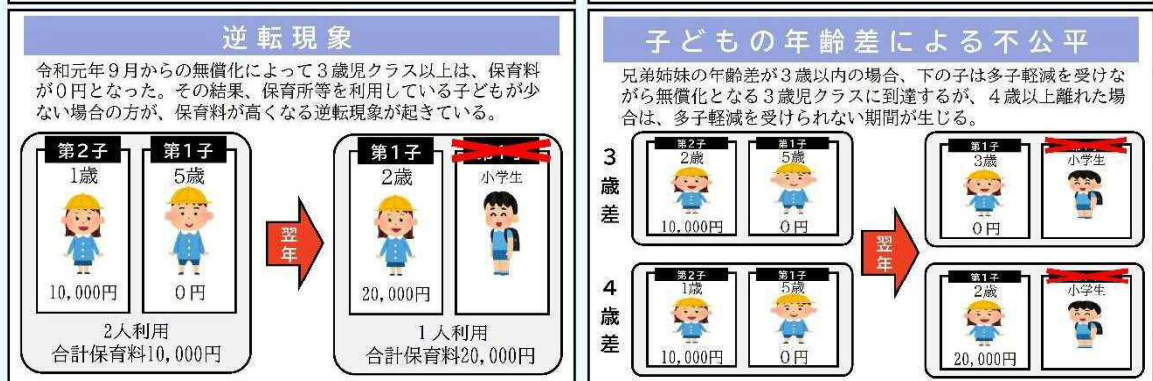 逆転現象
令和元年９月からの無償化によって３歳児クラス以上は、保育料
が０円となった。その結果、保育所等を利用している子どもが少
ない場合の方が、保育料が高くなる逆転現象が起きている。
第２子
1歳
10,000円
第１子
5歳
０円
2人利用
合計保育料10,000円
翌年
第１子
2歳
20,000円
小学生
１人利用
合計保育料20,000円
子どもの年齢差による不公平
兄弟姉妹の年齢差が３歳以内の場合、下の子は多子軽減を受けな
がら無償化となる３歳児クラスに到達するが、４歳以上離れた場
合は、多子軽減を受けられない期間が生じる。
３歳差
第２子
2歳
10,000円
第１子
5歳
０円
翌年
第１子
3歳
０円
小学生
４歳差
第２子
1歳
10,000円
第１子
5歳
０円
第１子
2歳
20,000円
小学生